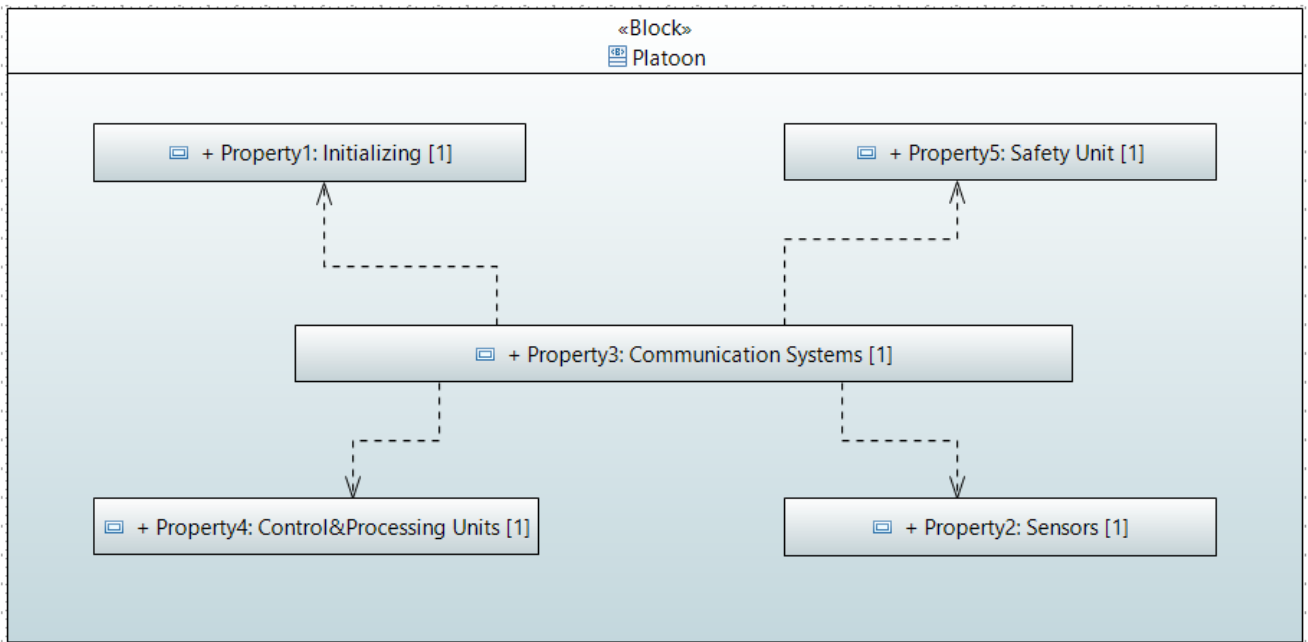 «Block»
Platoon
+ Property1: Initializing [1]
+ Property5: Safety Unit [1]
+ Property3: Communication Systems [1]
+ Property4: Control&Processing Units [1]
+ Property2: Sensors [1]